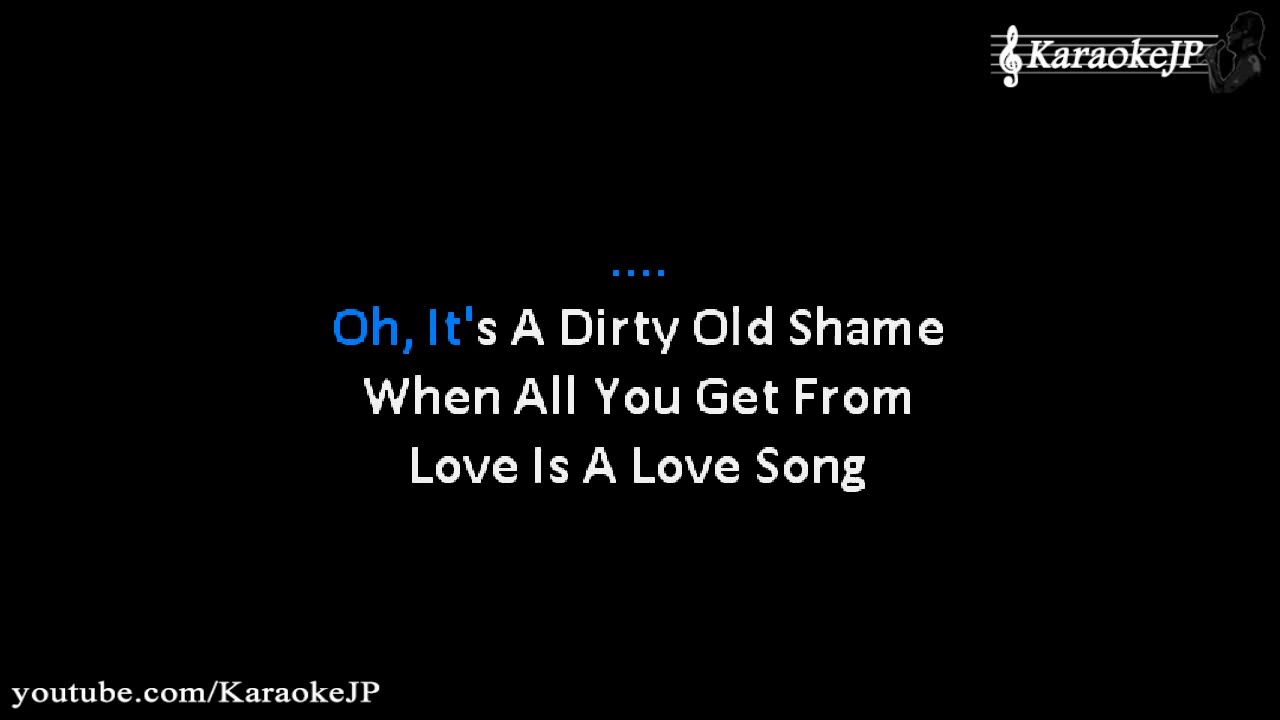 KaraokeJP
....
Oh, It's A Dirty Old Shame
When All You Get From
Love Is A Love Song
youtube.com/KaraokeJP